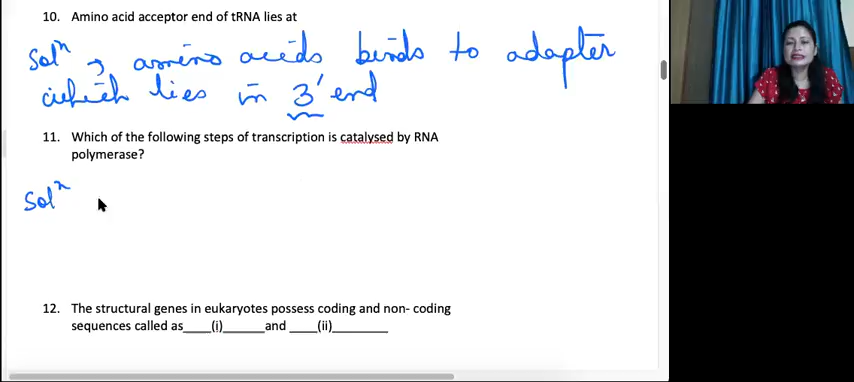 10. Amino acid acceptor end of tRNA lies at
Solⁿ → amino acids binds to adapter
which lies in 3' end
11. Which of the following steps of transcription is catalysed by RNA
polymerase?
Solⁿ
12. The structural genes in eukaryotes possess coding and non- coding
sequences called as____(i)______and ____(ii)________